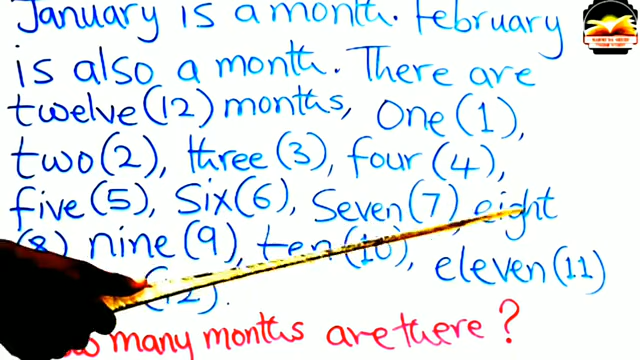 January is a month. February
is also a month. There are
twelve (12) months, One (1),
two (2), three (3), four (4),
five (5), Six (6), Seven (7), eight
(8), nine (9), ten (10), eleven (11)
(12).
many months are there?